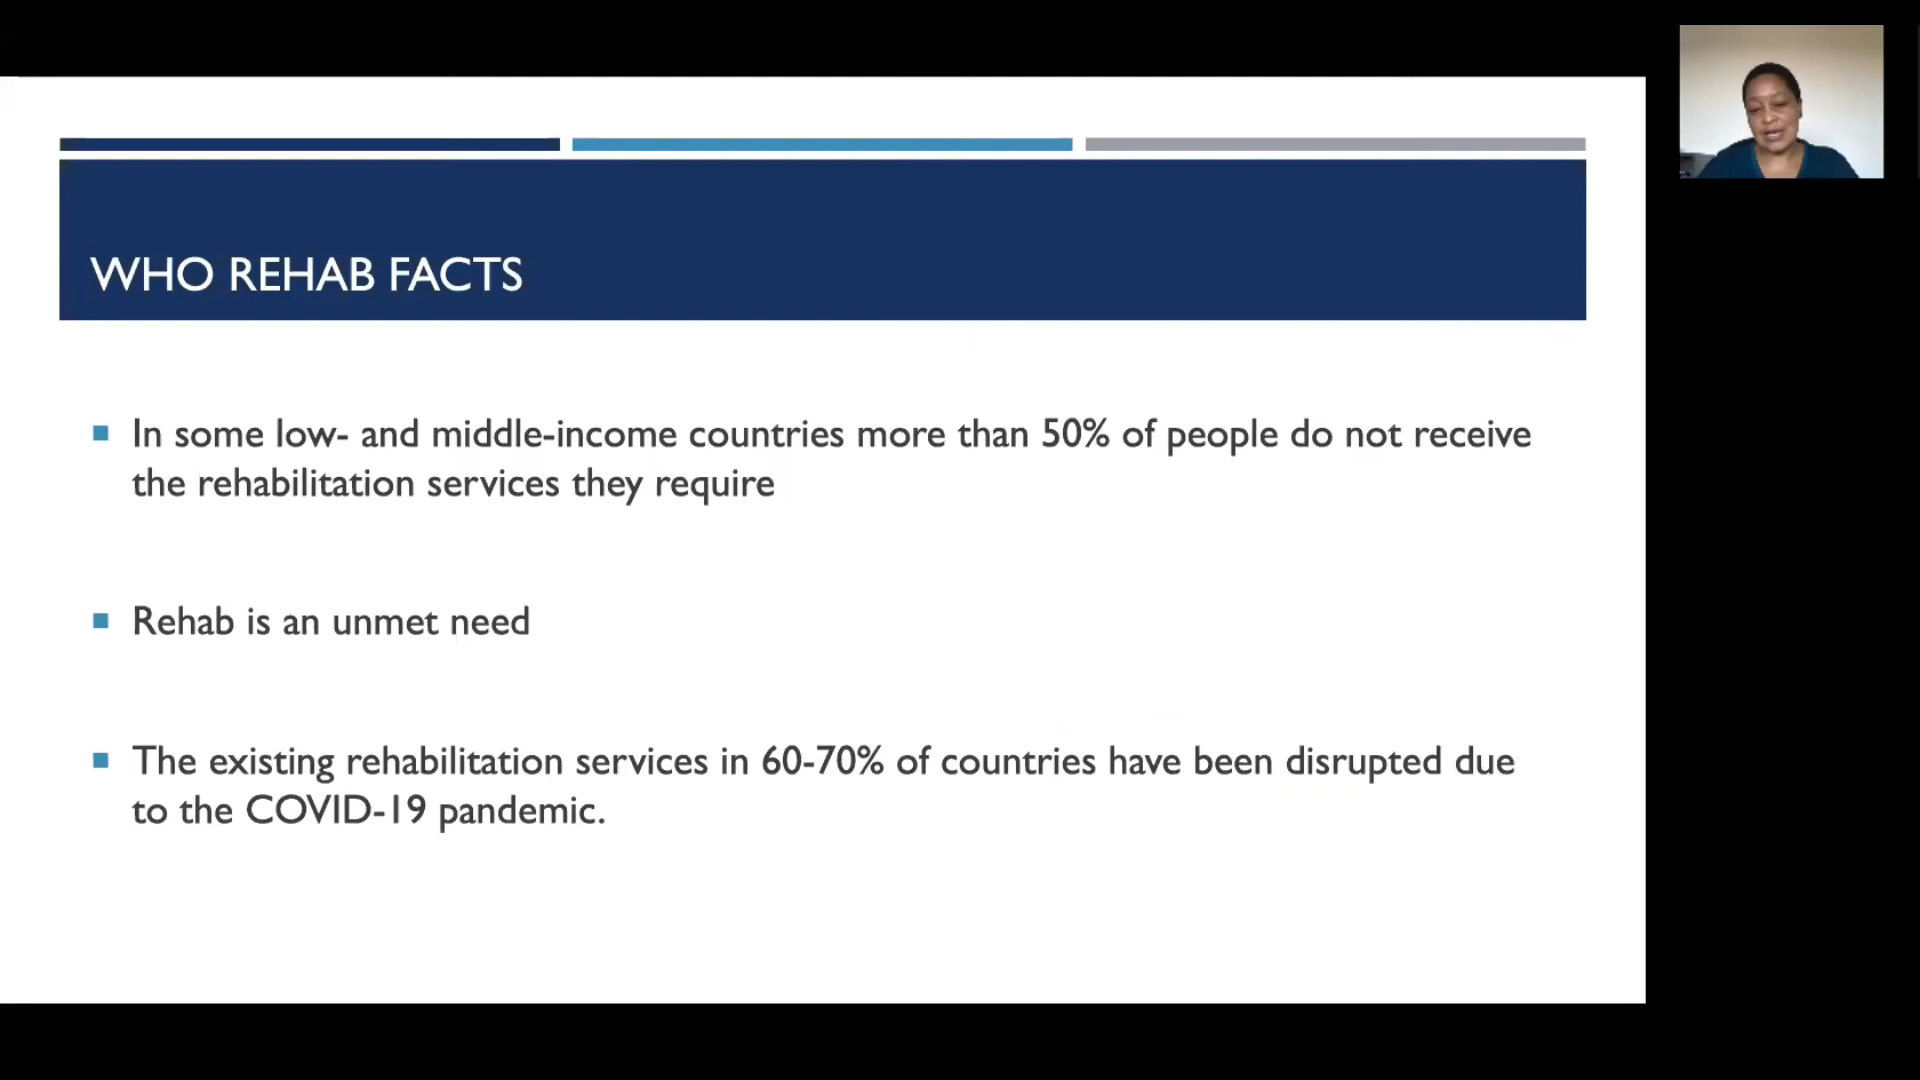 WHO REHAB FACTS
In some low- and middle-income countries more than 50% of people do not receive
the rehabilitation services they require
Rehab is an unmet need
The existing rehabilitation services in 60-70% of countries have been disrupted due
to the COVID-19 pandemic.